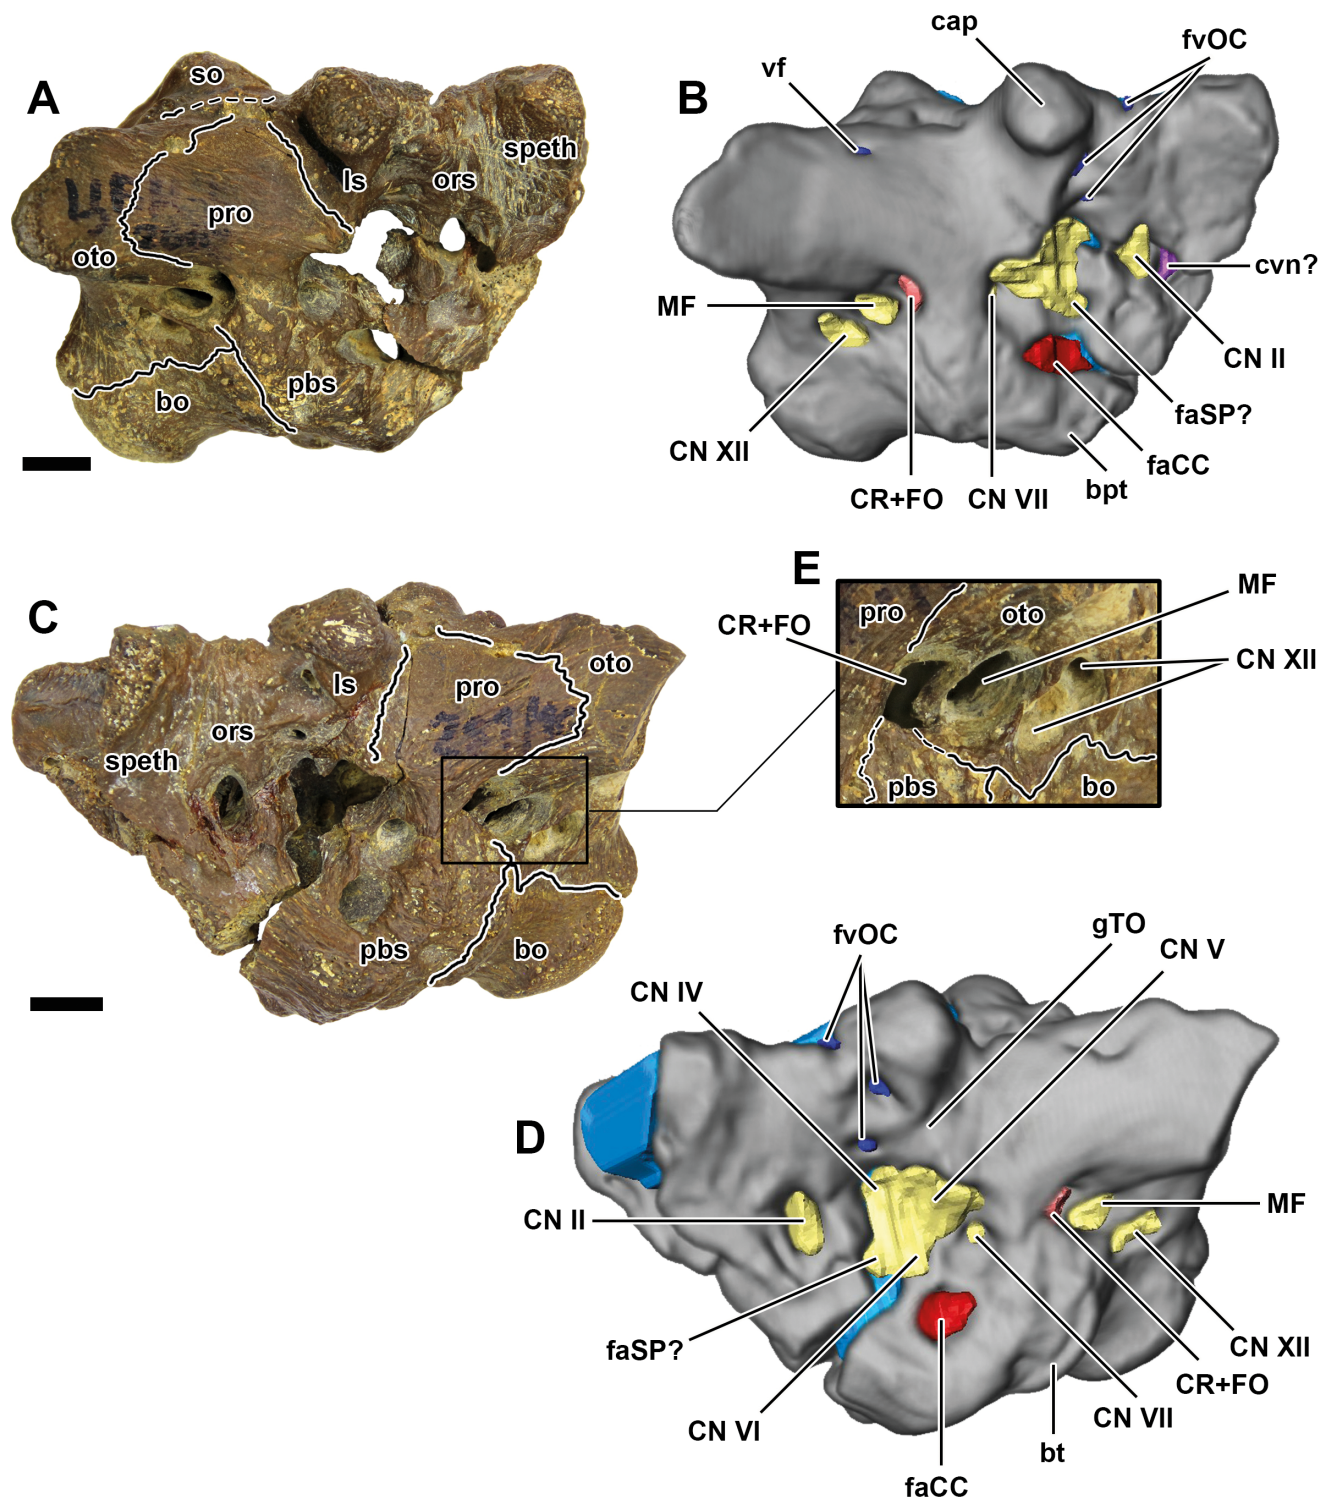 A
so
speth
ls
ors
pro
oto
pbs
bo
B
cap
fvOC
vf
cvn?
MF
CN II
faSP?
CN XII
faCC
bpt
CR+FO
CN VII
C
oto
ls
pro
ors
speth
pbs
bo
E
MF
pro
oto
CR+FO
CN XII
pbs
bo
D
fvOC
gTO
CN V
CN IV
CN II
MF
faSP?
CN XII
CR+FO
CN VII
CN VI
bt
faCC